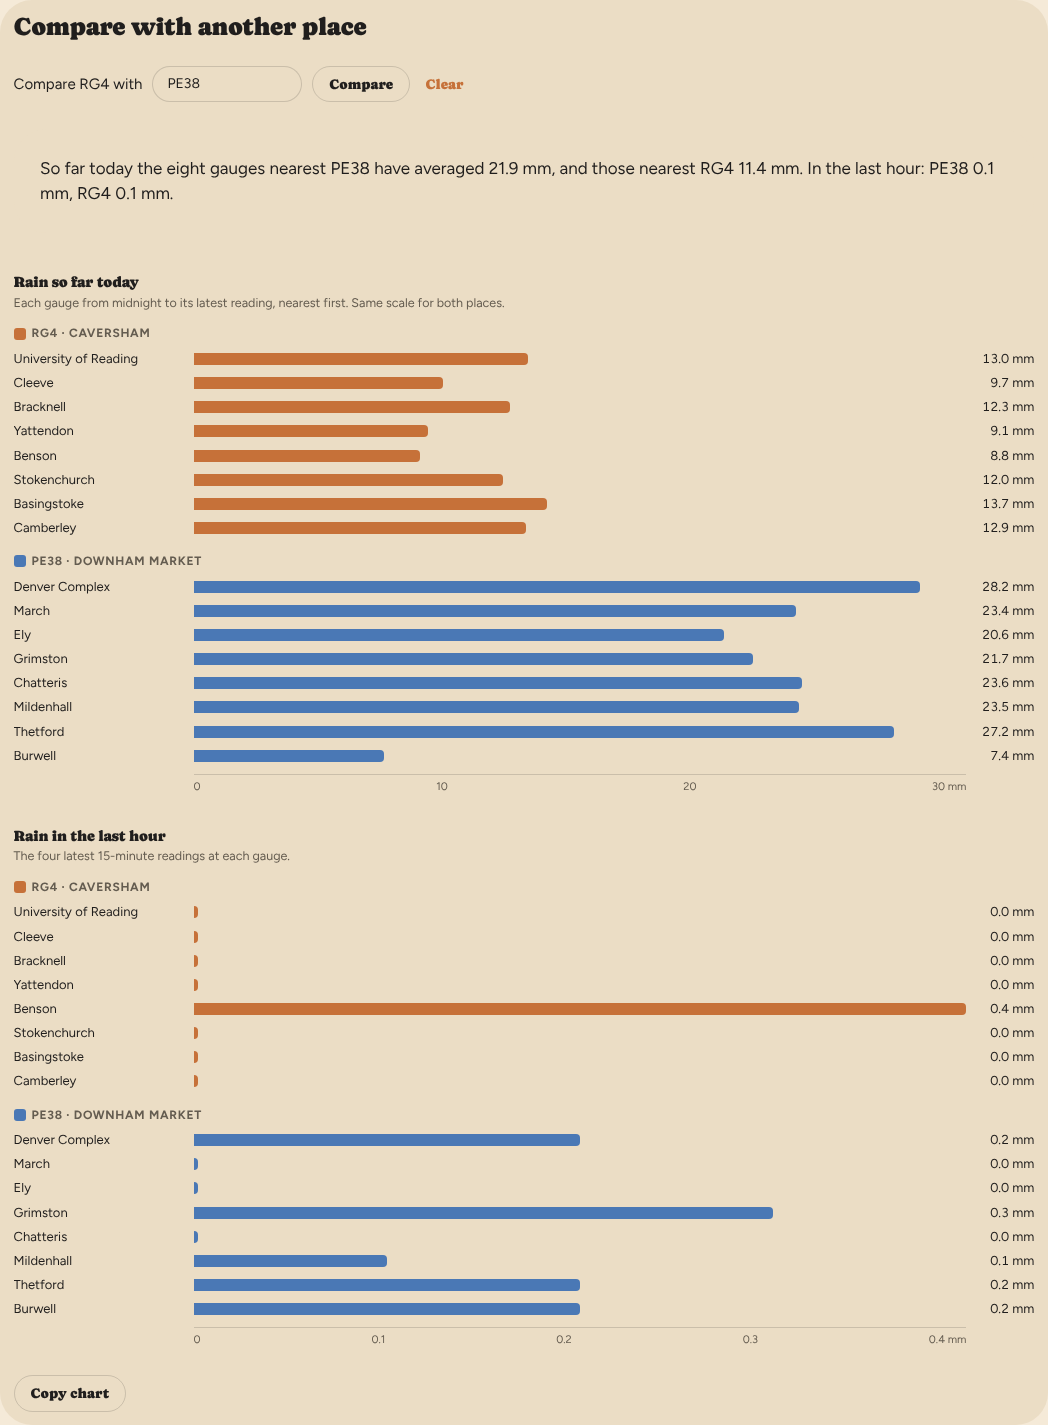 Compare with another place
Compare RG4 with PE38 Compare Clear
So far today the eight gauges nearest PE38 have averaged 21.9 mm, and those nearest RG4 11.4 mm. In the last hour: PE38 0.1
mm, RG4 0.1 mm.
Rain so far today
Each gauge from midnight to its latest reading, nearest first. Same scale for both places.
RG4 · CAVERSHAM
University of Reading 13.0 mm
Cleeve 9.7 mm
Bracknell 12.3 mm
Yattendon 9.1 mm
Benson 8.8 mm
Stokenchurch 12.0 mm
Basingstoke 13.7 mm
Camberley 12.9 mm
PE38 · DOWNHAM MARKET
Denver Complex 28.2 mm
March 23.4 mm
Ely 20.6 mm
Grimston 21.7 mm
Chatteris 23.6 mm
Mildenhall 23.5 mm
Thetford 27.2 mm
Burwell 7.4 mm
0 10 20 30 mm
Rain in the last hour
The four latest 15-minute readings at each gauge.
RG4 · CAVERSHAM
University of Reading 0.0 mm
Cleeve 0.0 mm
Bracknell 0.0 mm
Yattendon 0.0 mm
Benson 0.4 mm
Stokenchurch 0.0 mm
Basingstoke 0.0 mm
Camberley 0.0 mm
PE38 · DOWNHAM MARKET
Denver Complex 0.2 mm
March 0.0 mm
Ely 0.0 mm
Grimston 0.3 mm
Chatteris 0.0 mm
Mildenhall 0.1 mm
Thetford 0.2 mm
Burwell 0.2 mm
0 0.1 0.2 0.3 0.4 mm
Copy chart